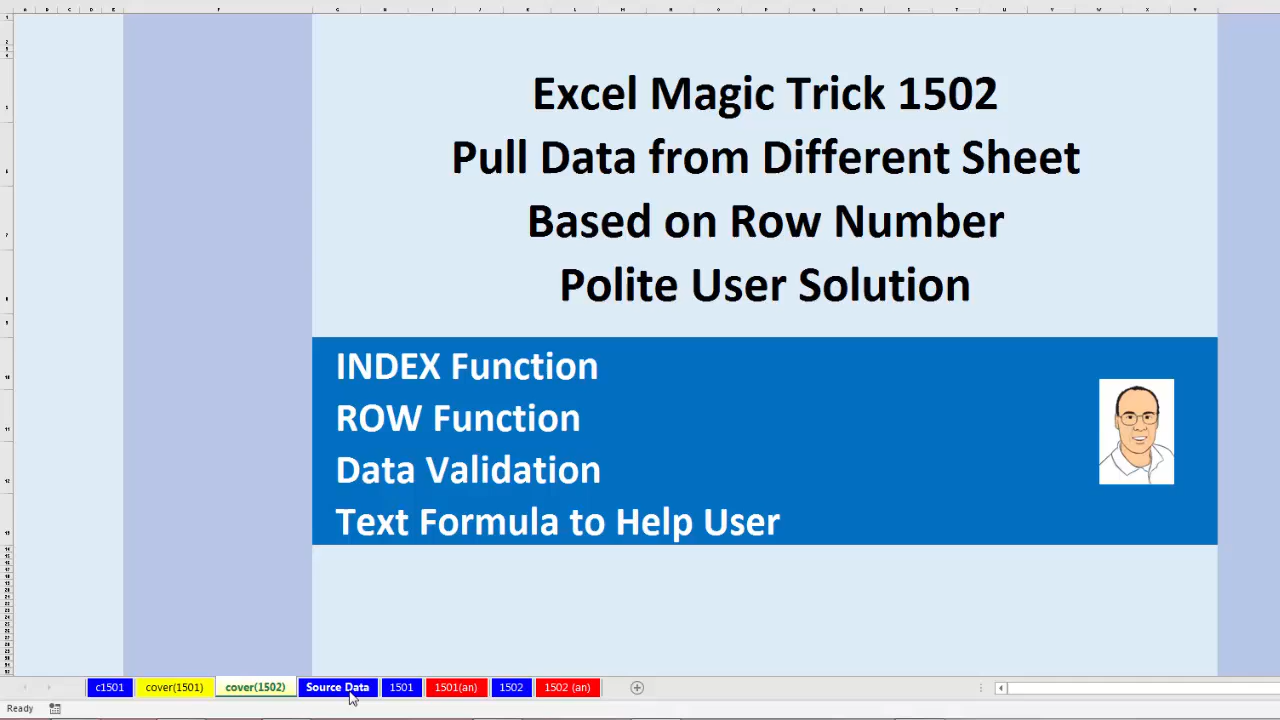 Excel Magic Trick 1502
Pull Data from Different Sheet
Based on Row Number
Polite User Solution
INDEX Function
ROW Function
Data Validation
Text Formula to Help User
c1501 cover(1501) cover(1502) Source Data 1501 1501(an) 1502 1502 (an)
Ready